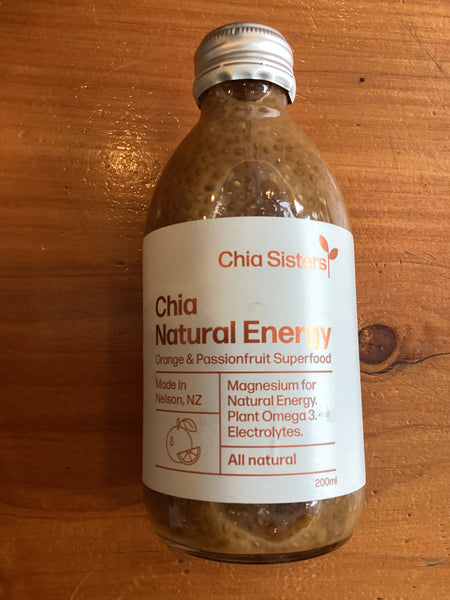 Chia Sisters
Chia
Natural Energy
Orange & Passionfruit Superfood
Made in
Nelson, NZ
Magnesium for
Natural Energy.
Plant Omega 3.
Electrolytes.
All natural
200ml